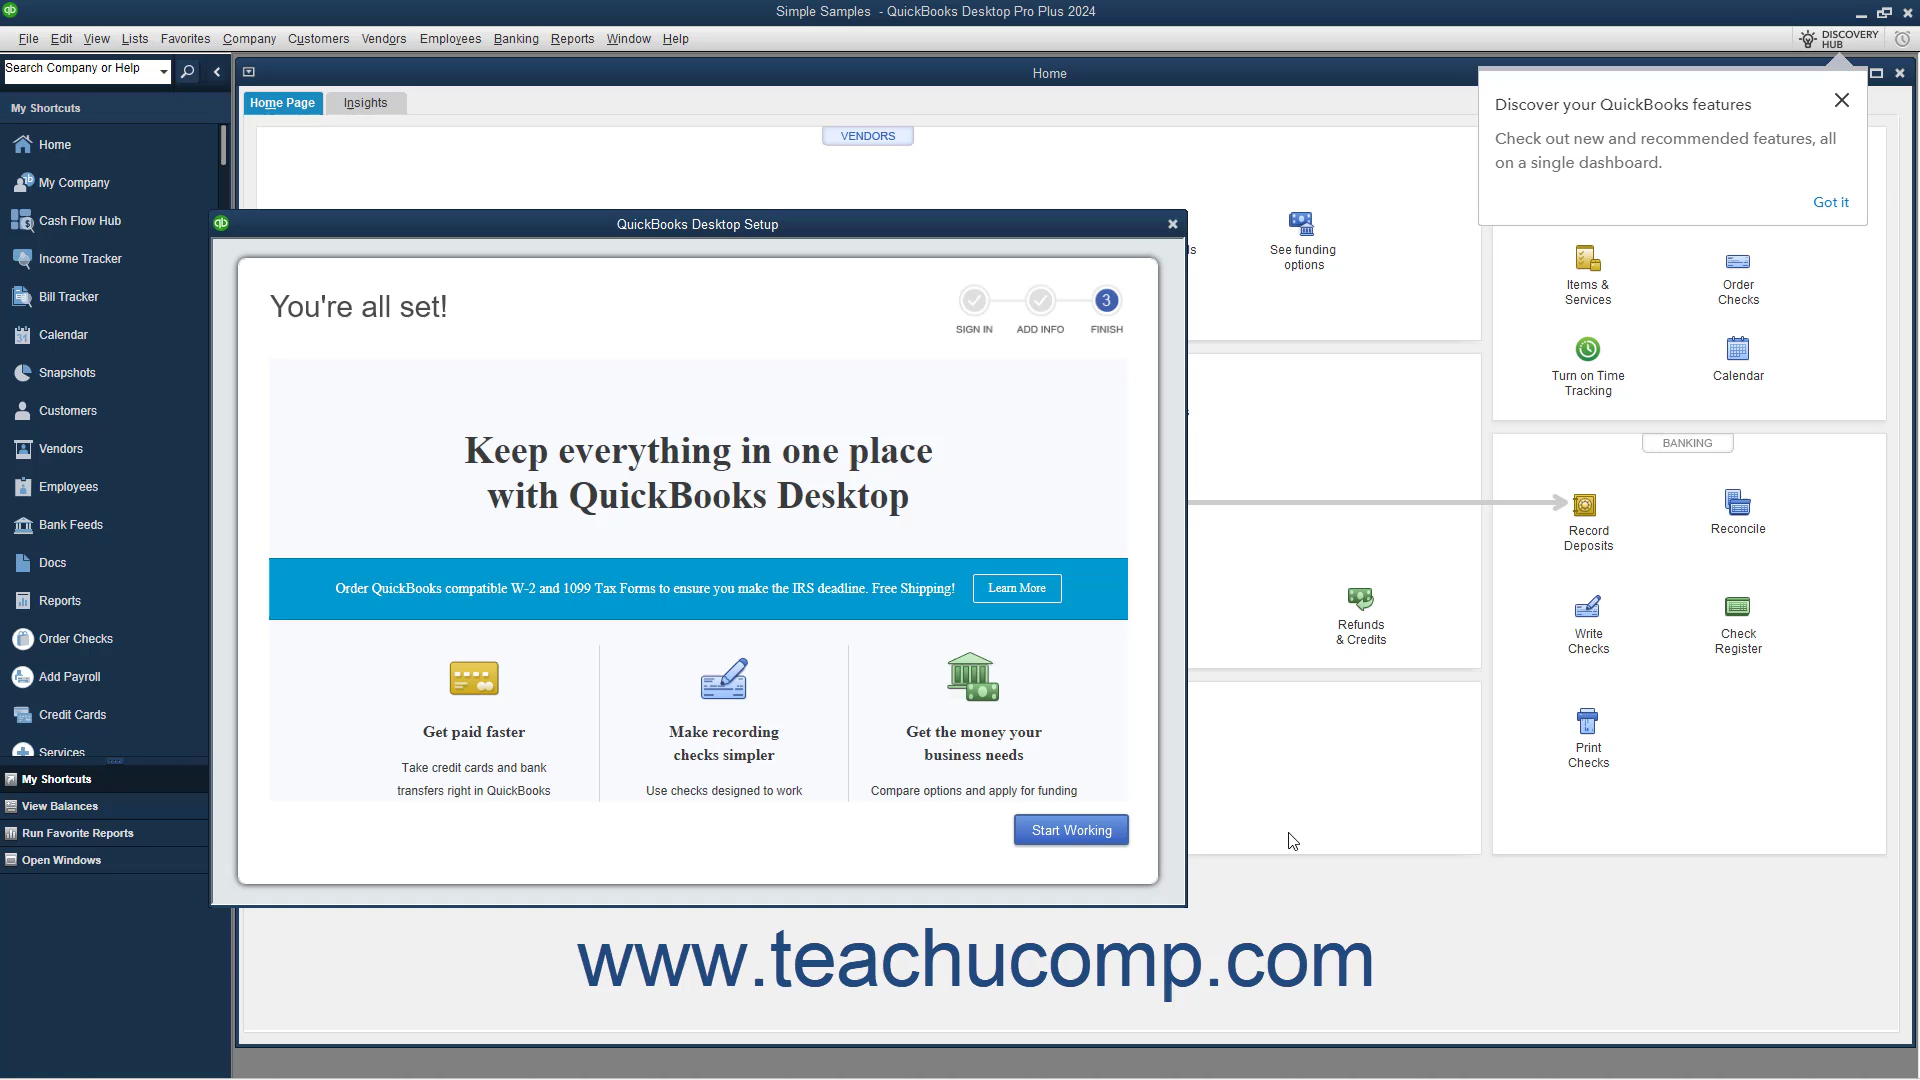 Simple Samples - QuickBooks Desktop Pro Plus 2024
File Edit View Lists Favorites Company Customers Vendors Employees Banking Reports Window Help
DISCOVERY
HUB
Search Company or Help
My Shortcuts
Home
My Company
Cash Flow Hub
Income Tracker
Bill Tracker
Calendar
Snapshots
Customers
Vendors
Employees
Bank Feeds
Docs
Reports
Order Checks
Add Payroll
Credit Cards
Services
My Shortcuts
View Balances
Run Favorite Reports
Open Windows
Home
Home Page
Insights
VENDORS
See funding
options
Discover your QuickBooks features
Check out new and recommended features, all
on a single dashboard.
Got it
Items &
Services
Order
Checks
Turn on Time
Tracking
Calendar
BANKING
Record
Deposits
Reconcile
Refunds
& Credits
Write
Checks
Check
Register
Print
Checks
QuickBooks Desktop Setup
You're all set!
3
SIGN IN
ADD INFO
FINISH
Keep everything in one place
with QuickBooks Desktop
Order QuickBooks compatible W-2 and 1099 Tax Forms to ensure you make the IRS deadline. Free Shipping!
Learn More
Get paid faster
Take credit cards and bank
transfers right in QuickBooks
Make recording
checks simpler
Use checks designed to work
Get the money your
business needs
Compare options and apply for funding
Start Working
www.teachucomp.com